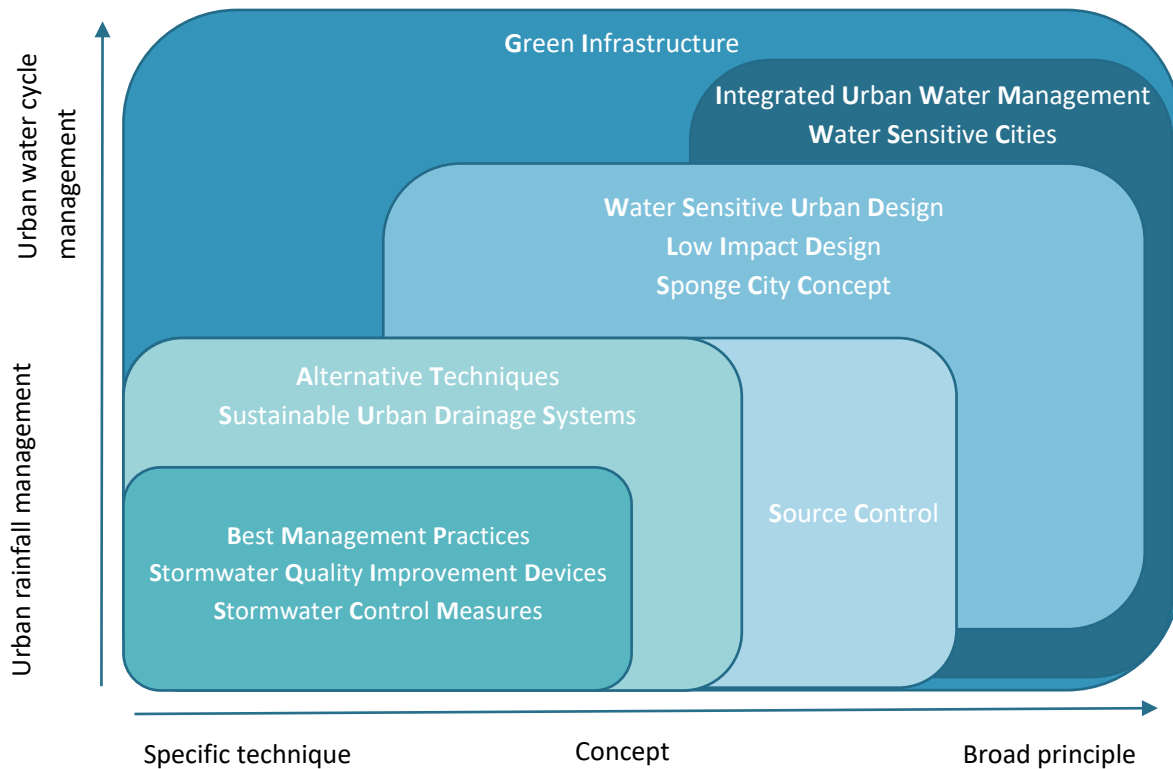 Urban water cycle
management
Urban rainfall management
Green Infrastructure
Integrated Urban Water Management
Water Sensitive Cities
Water Sensitive Urban Design
Low Impact Design
Sponge City Concept
Alternative Techniques
Sustainable Urban Drainage Systems
Source Control
Best Management Practices
Stormwater Quality Improvement Devices
Stormwater Control Measures
Specific technique
Concept
Broad principle